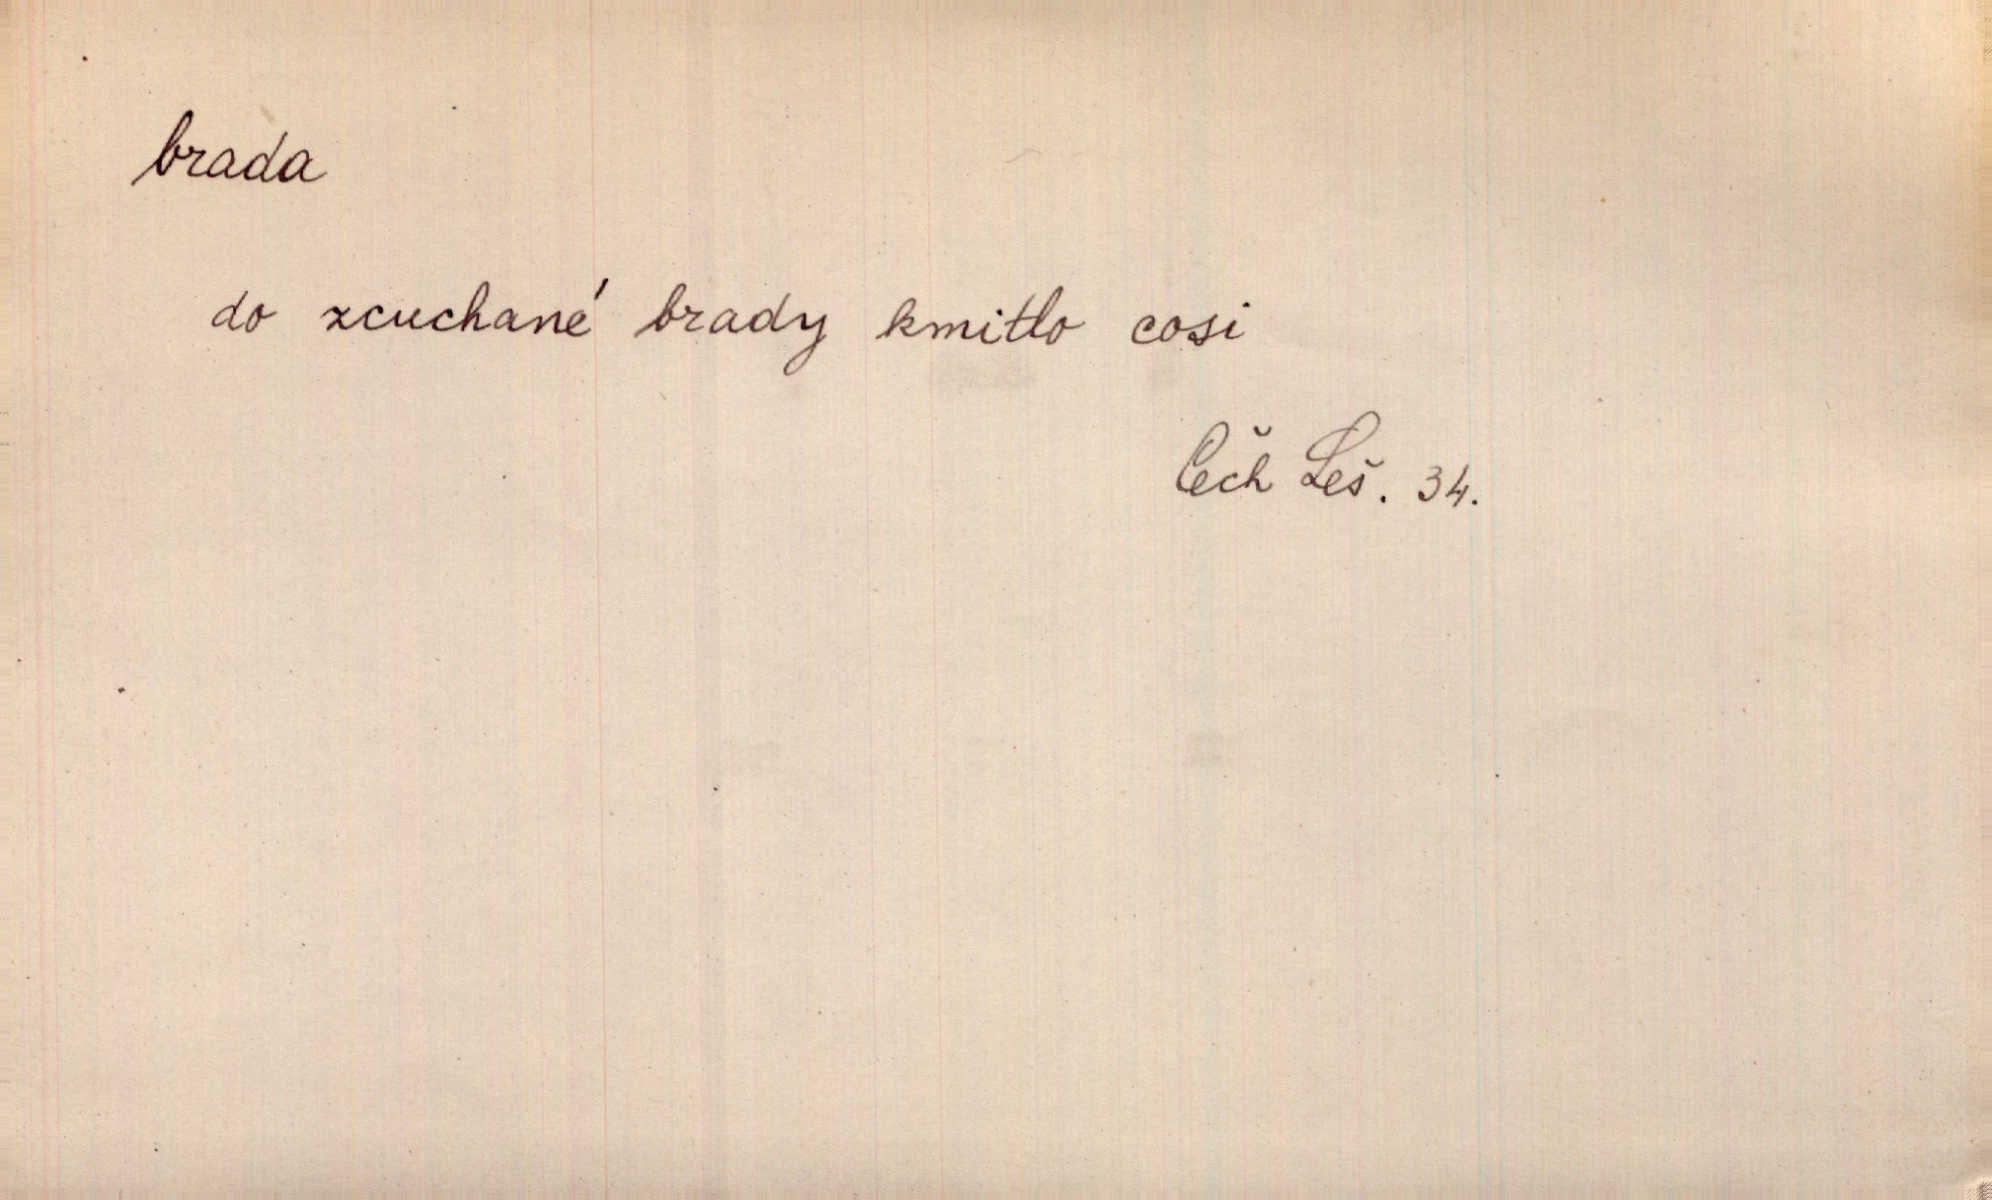 brada
do zcuchané brady kmitlo cosi
Čech Leš. 34.